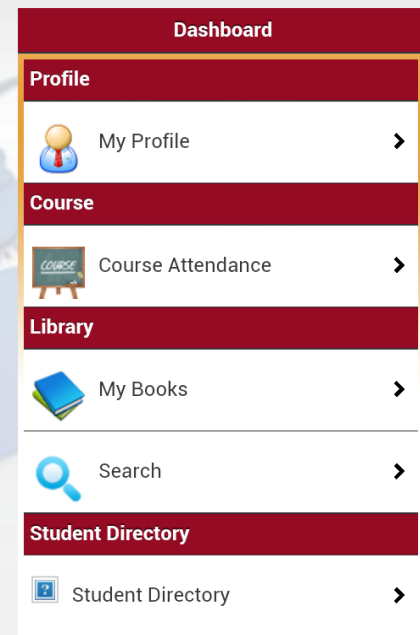 Dashboard
Profile
My Profile
Course
COURSE
Course Attendance
Library
My Books
Search
Student Directory
?
Student Directory